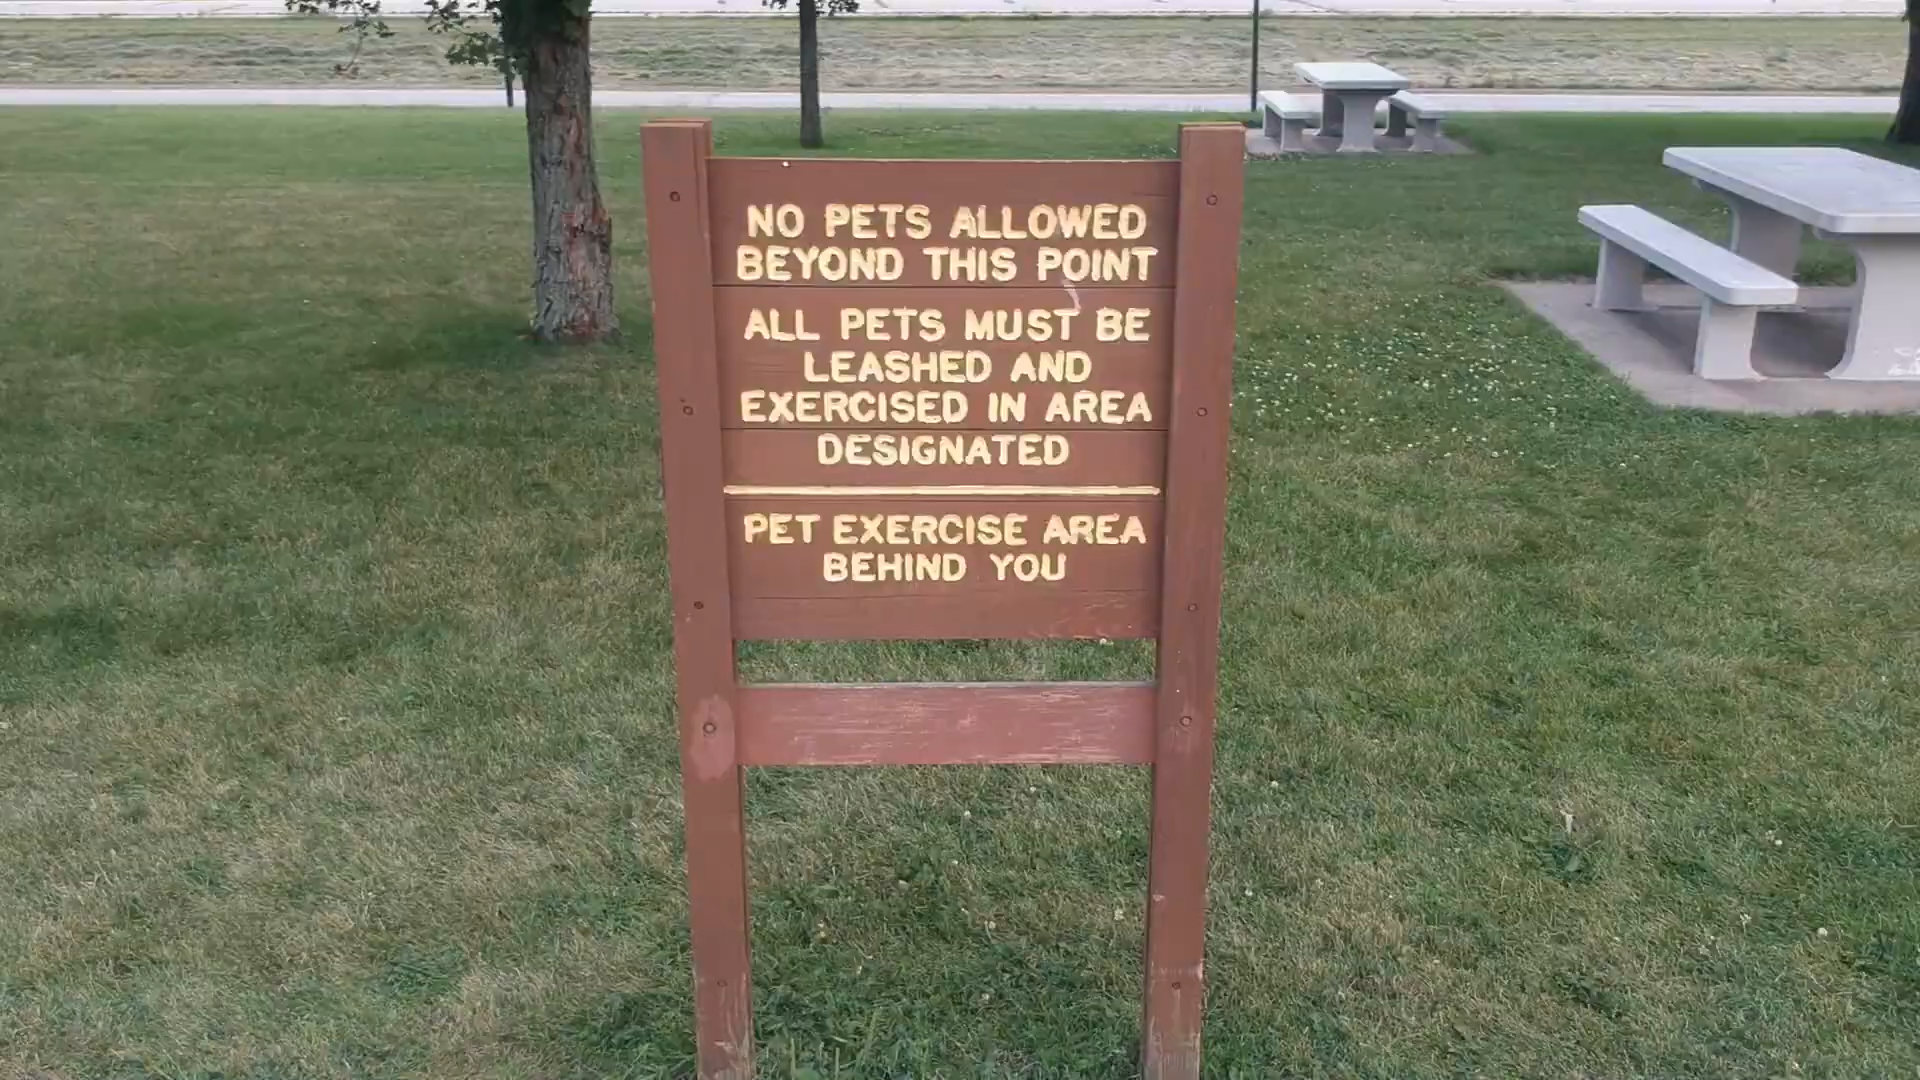 NO PETS ALLOWED
BEYOND THIS POINT
ALL PETS MUST BE
LEASHED AND
EXERCISED IN AREA
DESIGNATED
PET EXERCISE AREA
BEHIND YOU